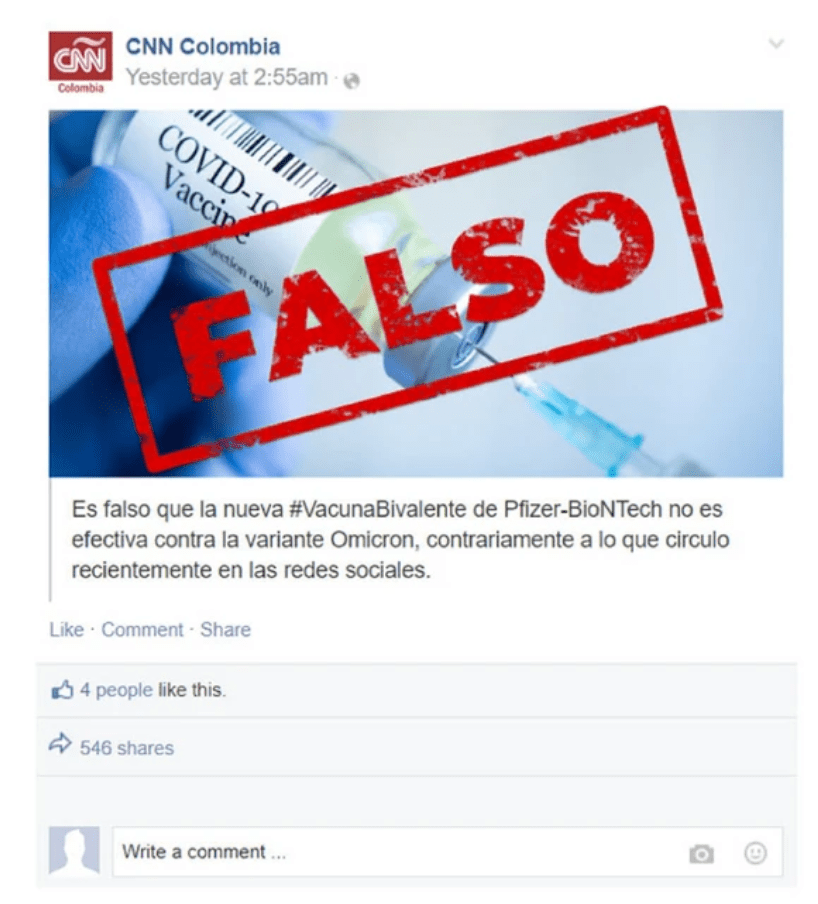 CNN
Colombia
CNN Colombia
Yesterday at 2:55am ·
COVID-19
Vaccine
injection only
FALSO
Es falso que la nueva #VacunaBivalente de Pfizer-BioNTech no es
efectiva contra la variante Omicron, contrariamente a lo que circulo
recientemente en las redes sociales.
Like · Comment · Share
4 people like this.
546 shares
Write a comment ...